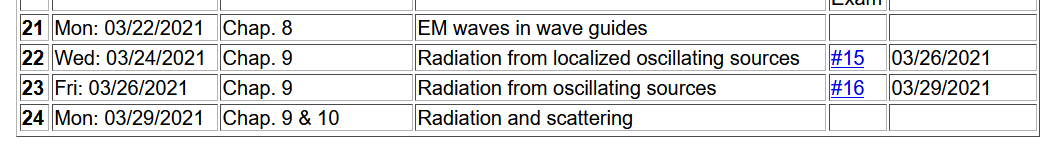 Exam
21 Mon: 03/22/2021 Chap. 8 EM waves in wave guides
22 Wed: 03/24/2021 Chap. 9 Radiation from localized oscillating sources #15 03/26/2021
23 Fri: 03/26/2021 Chap. 9 Radiation from oscillating sources #16 03/29/2021
24 Mon: 03/29/2021 Chap. 9 & 10 Radiation and scattering